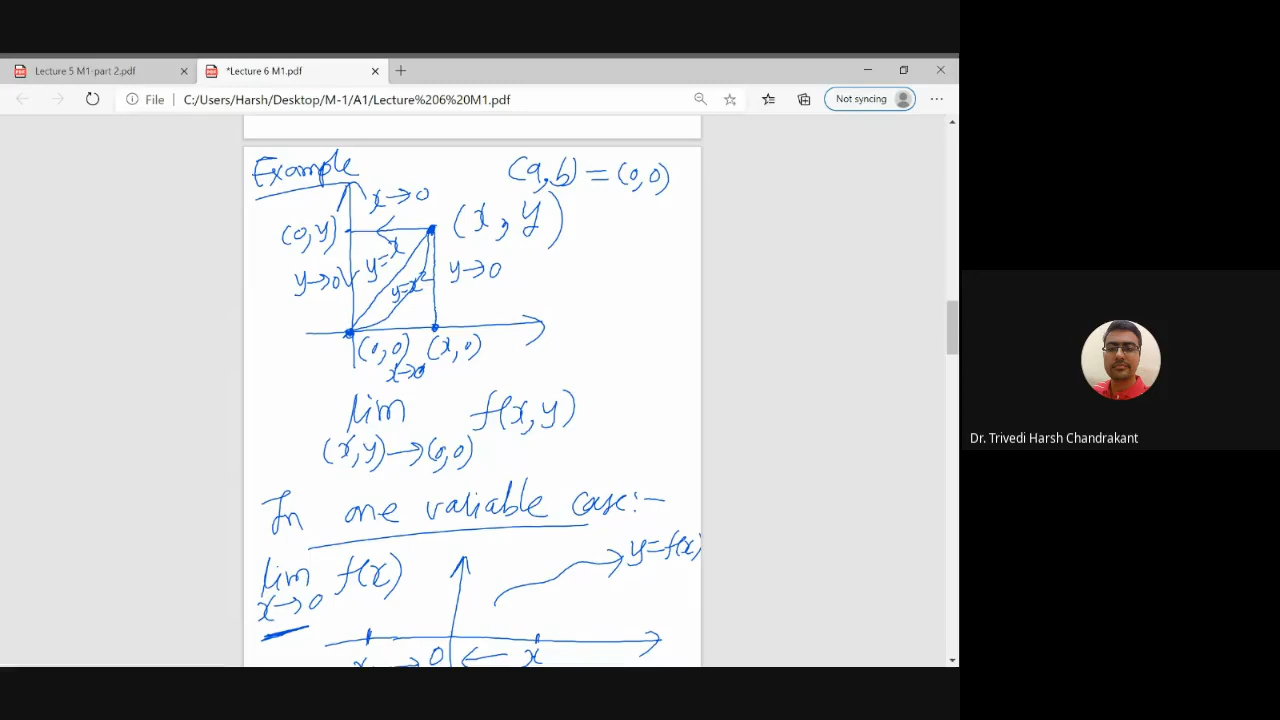 Lecture 5 M1-part 2.pdf
*Lecture 6 M1.pdf
File
C:/Users/Harsh/Desktop/M-1/A1/Lecture%206%20M1.pdf
Not syncing
Example
(a,b) = (0,0)
x→0
(0,y)
(x,y)
y=x
y→0
y=x²
y→0
(0,0) (x,0)
x→0
lim f(x,y)
(x,y)→(0,0)
In one variable case:-
y=f(x)
lim f(x)
x→0
0 ← x
Dr. Trivedi Harsh Chandrakant